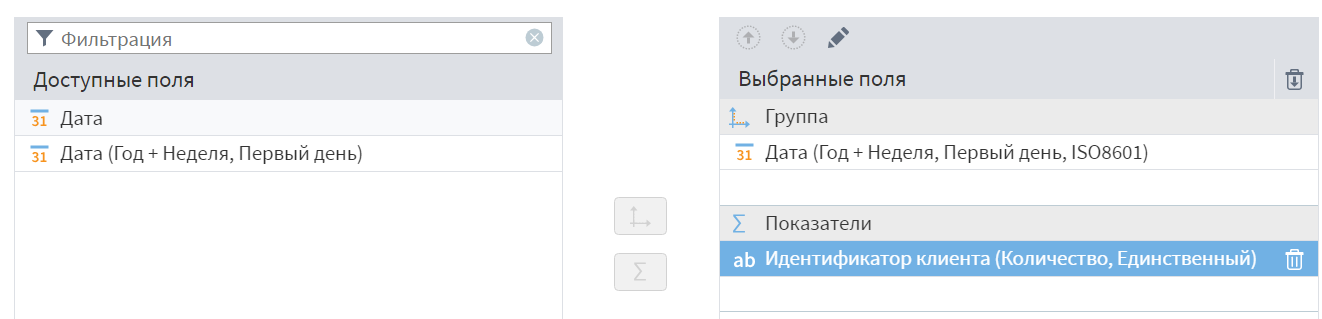 Фильтрация
Доступные поля
31 Дата
31 Дата (Год + Неделя, Первый день)
Выбранные поля
Группа
31 Дата (Год + Неделя, Первый день, ISO8601)
Σ Показатели
ab Идентификатор клиента (Количество, Единственный)
Σ